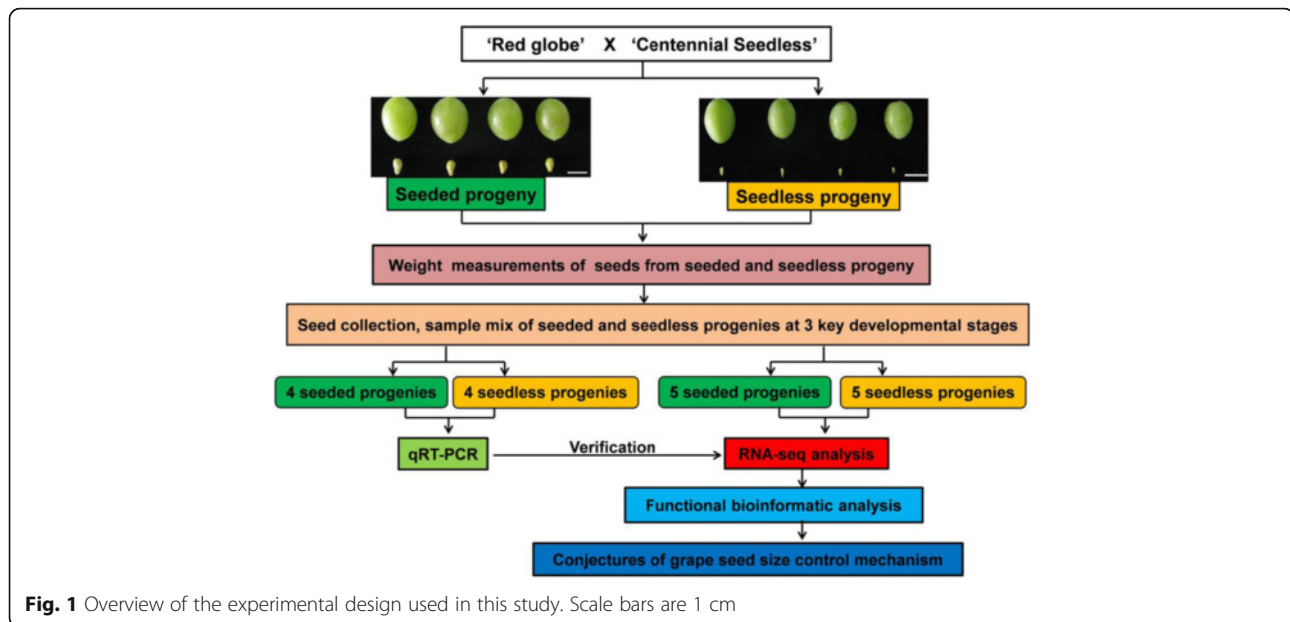 ‘Red globe’ X ‘Centennial Seedless’
Seeded progeny
Seedless progeny
Weight measurements of seeds from seeded and seedless progeny
Seed collection, sample mix of seeded and seedless progenies at 3 key developmental stages
4 seeded progenies
4 seedless progenies
5 seeded progenies
5 seedless progenies
qRT-PCR
Verification
RNA-seq analysis
Functional bioinformatic analysis
Conjectures of grape seed size control mechanism
Fig. 1 Overview of the experimental design used in this study. Scale bars are 1 cm